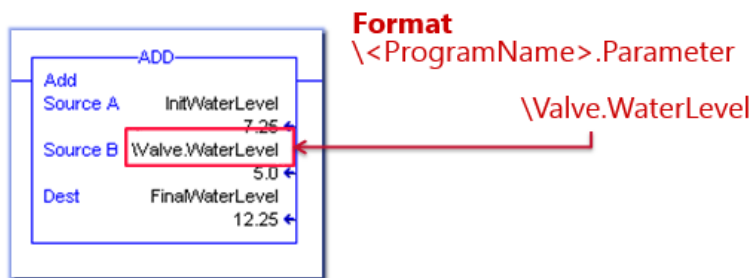 Format
\<ProgramName>.Parameter
\Valve.WaterLevel
ADD
Add
Source A InitWaterLevel
7.25
Source B \Valve.WaterLevel
5.0
Dest FinalWaterLevel
12.25